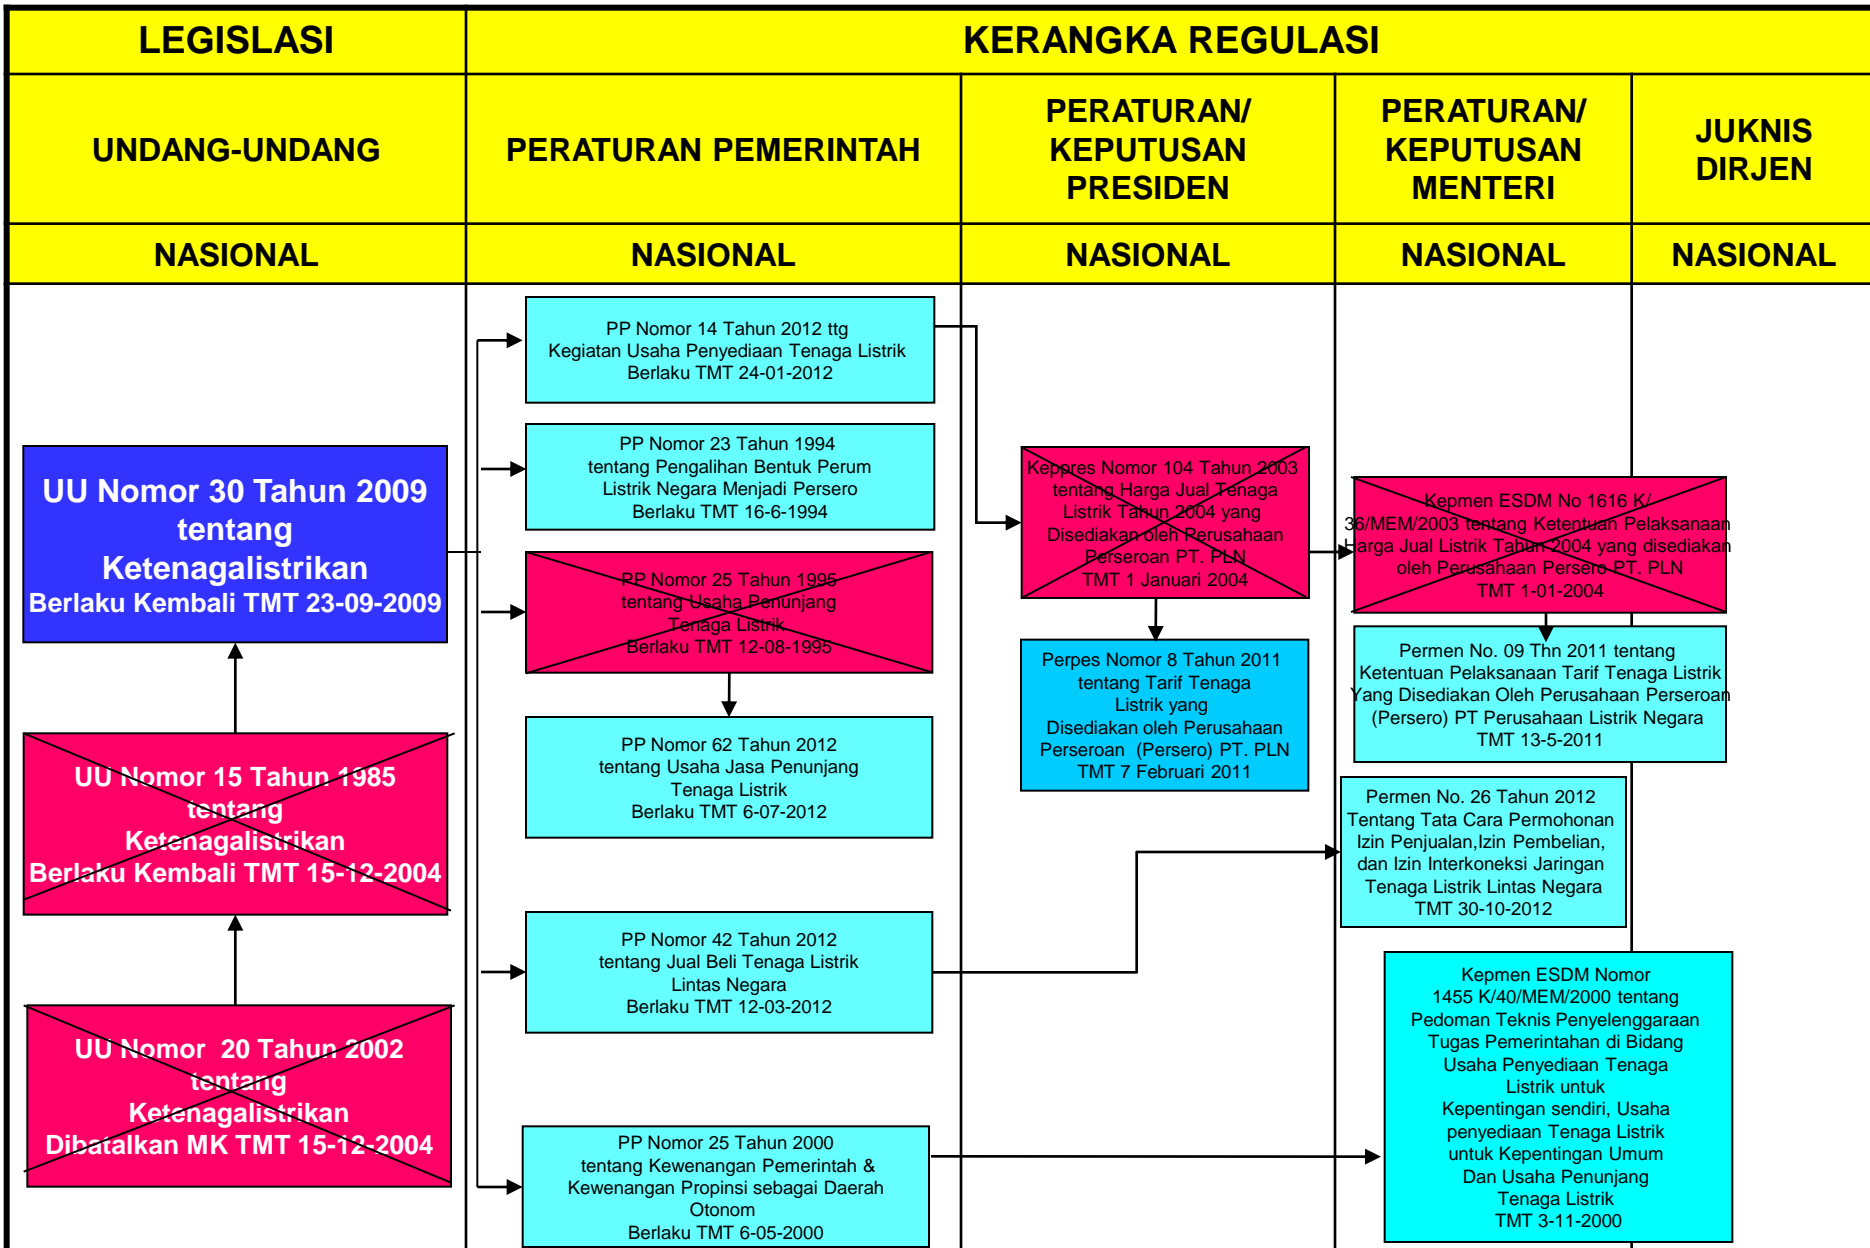 LEGISLASI
KERANGKA REGULASI
UNDANG-UNDANG
PERATURAN PEMERINTAH
PERATURAN/
KEPUTUSAN
PRESIDEN
PERATURAN/
KEPUTUSAN
MENTERI
JUKNIS
DIRJEN
NASIONAL
NASIONAL
NASIONAL
NASIONAL
NASIONAL
UU Nomor 30 Tahun 2009
tentang
Ketenagalistrikan
Berlaku Kembali TMT 23-09-2009
UU Nomor 15 Tahun 1985
tentang
Ketenagalistrikan
Berlaku Kembali TMT 15-12-2004
UU Nomor 20 Tahun 2002
tentang
Ketenagalistrikan
Dibatalkan MK TMT 15-12-2004
PP Nomor 14 Tahun 2012 ttg
Kegiatan Usaha Penyediaan Tenaga Listrik
Berlaku TMT 24-01-2012
PP Nomor 23 Tahun 1994
tentang Pengalihan Bentuk Perum
Listrik Negara Menjadi Persero
Berlaku TMT 16-6-1994
PP Nomor 25 Tahun 1995
tentang Usaha Penunjang
Tenaga Listrik
Berlaku TMT 12-08-1995
PP Nomor 62 Tahun 2012
tentang Usaha Jasa Penunjang
Tenaga Listrik
Berlaku TMT 6-07-2012
PP Nomor 42 Tahun 2012
tentang Jual Beli Tenaga Listrik
Lintas Negara
Berlaku TMT 12-03-2012
PP Nomor 25 Tahun 2000
tentang Kewenangan Pemerintah &
Kewenangan Propinsi sebagai Daerah
Otonom
Berlaku TMT 6-05-2000
Keppres Nomor 104 Tahun 2003
tentang Harga Jual Tenaga
Listrik Tahun 2004 yang
Disediakan oleh Perusahaan
Perseroan PT. PLN
TMT 1 Januari 2004
Perpes Nomor 8 Tahun 2011
tentang Tarif Tenaga
Listrik yang
Disediakan oleh Perusahaan
Perseroan (Persero) PT. PLN
TMT 7 Februari 2011
Kepmen ESDM No 1616 K/
36/MEM/2003 tentang Ketentuan Pelaksanaan
Harga Jual Listrik Tahun 2004 yang disediakan
oleh Perusahaan Persero PT. PLN
TMT 1-01-2004
Permen No. 09 Thn 2011 tentang
Ketentuan Pelaksanaan Tarif Tenaga Listrik
Yang Disediakan Oleh Perusahaan Perseroan
(Persero) PT Perusahaan Listrik Negara
TMT 13-5-2011
Permen No. 26 Tahun 2012
Tentang Tata Cara Permohonan
Izin Penjualan,Izin Pembelian,
dan Izin Interkoneksi Jaringan
Tenaga Listrik Lintas Negara
TMT 30-10-2012
Kepmen ESDM Nomor
1455 K/40/MEM/2000 tentang
Pedoman Teknis Penyelenggaraan
Tugas Pemerintahan di Bidang
Usaha Penyediaan Tenaga
Listrik untuk
Kepentingan sendiri, Usaha
penyediaan Tenaga Listrik
untuk Kepentingan Umum
Dan Usaha Penunjang
Tenaga Listrik
TMT 3-11-2000